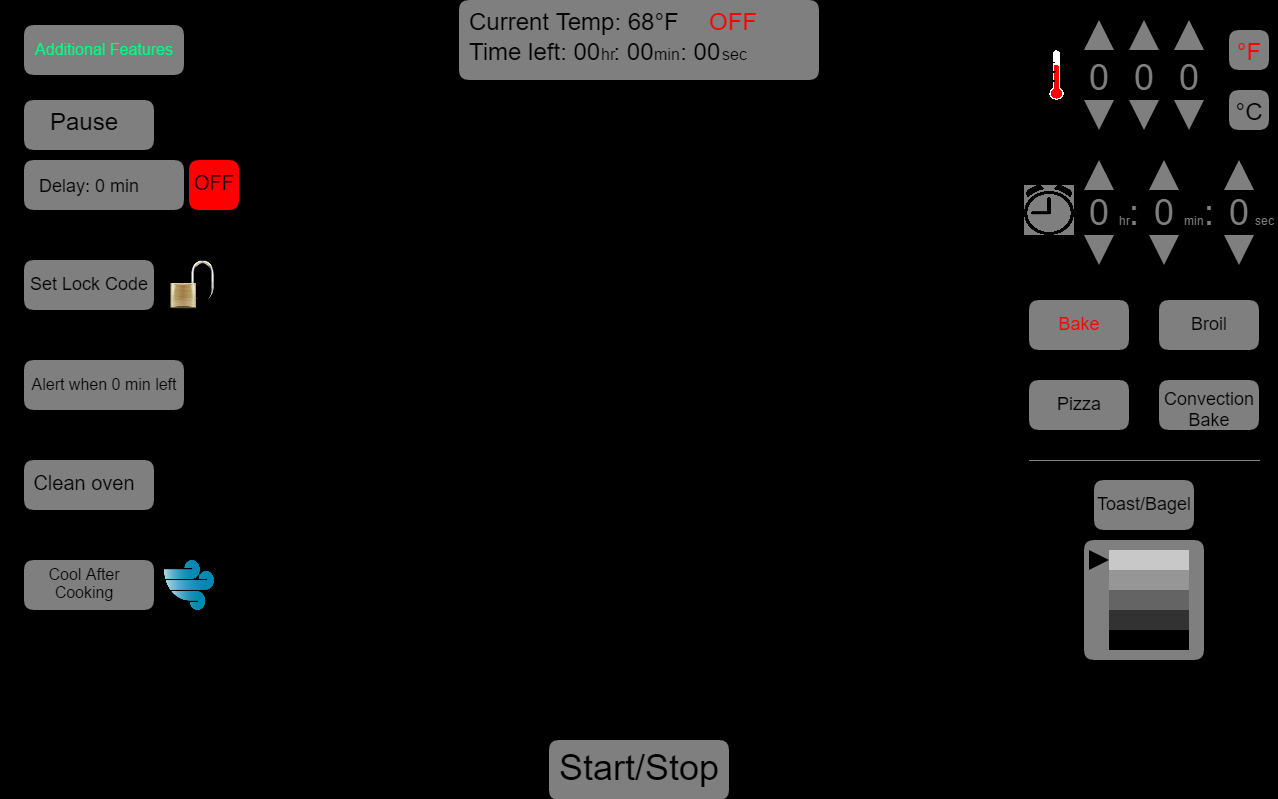 Additional Features
Pause
Delay: 0 min
OFF
Set Lock Code
Alert when 0 min left
Clean oven
Cool After
Cooking
Current Temp: 68°F OFF
Time left: 00hr: 00min: 00sec
0 0 0
°F
°C
0 hr: 0 min: 0 sec
Bake
Broil
Pizza
Convection
Bake
Toast/Bagel
Start/Stop